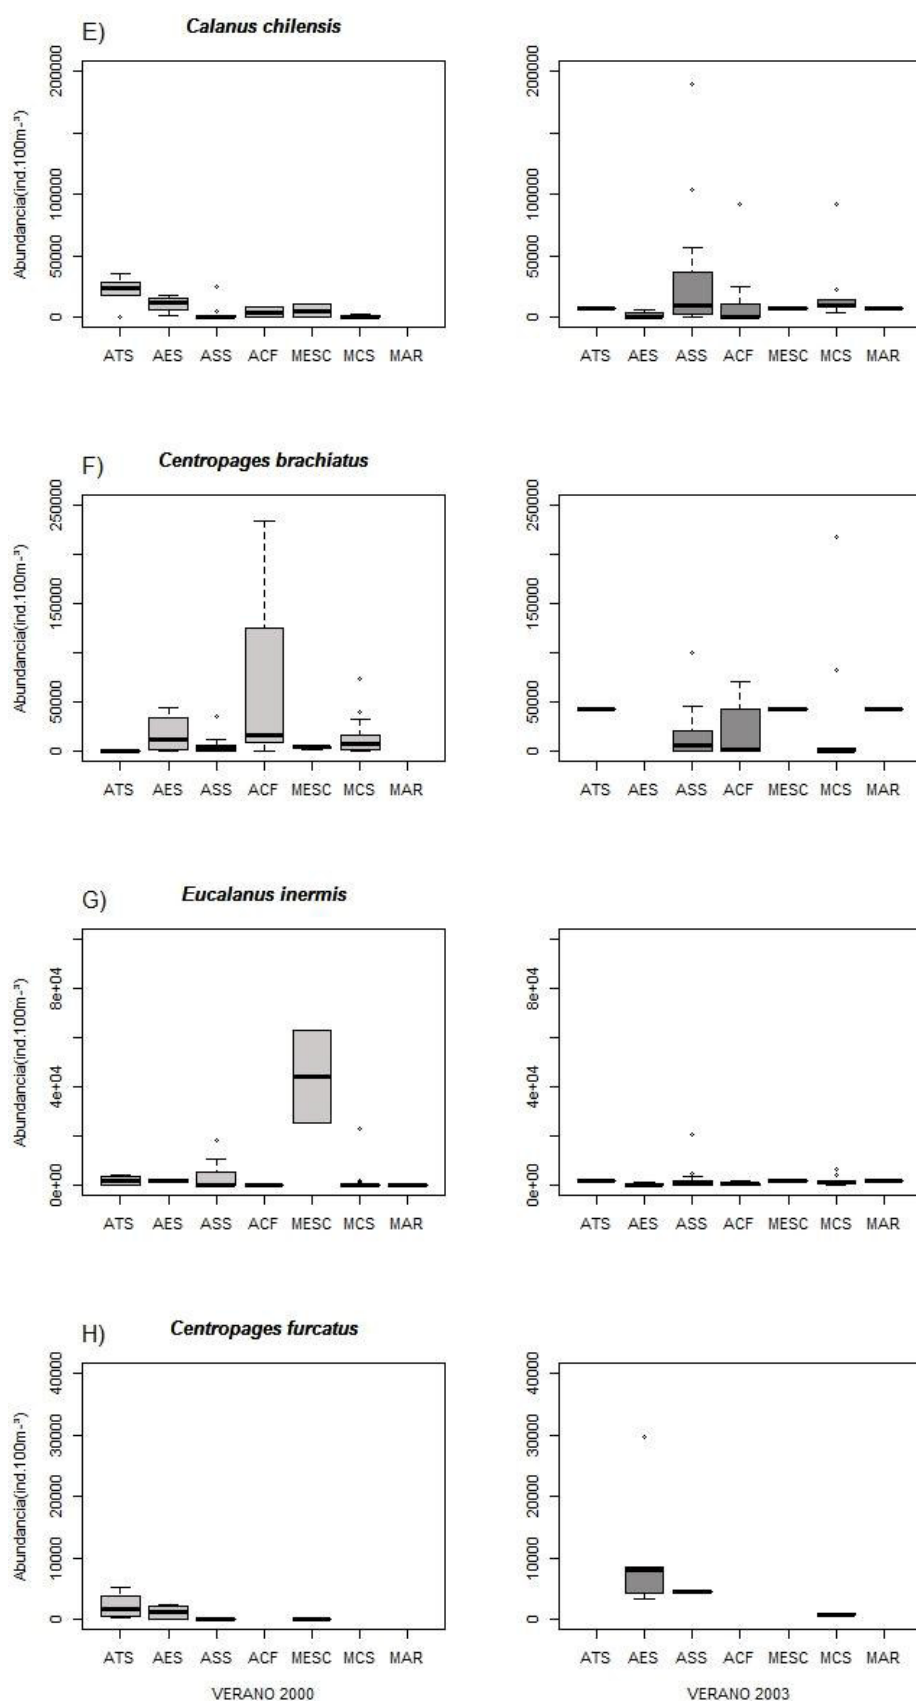 E) Calanus chilensis
Abundancia(ind.100m-³)
0 50000 100000 200000
ATS AES ASS ACF MESC MCS MAR
0 50000 100000 200000
ATS AES ASS ACF MESC MCS MAR
F) Centropages brachiatus
Abundancia(ind.100m-³)
0 50000 150000 250000
ATS AES ASS ACF MESC MCS MAR
0 50000 150000 250000
ATS AES ASS ACF MESC MCS MAR
G) Eucalanus inermis
Abundancia(ind.100m-³)
0e+00 4e+04 8e+04
ATS AES ASS ACF MESC MCS MAR
0e+00 4e+04 8e+04
ATS AES ASS ACF MESC MCS MAR
H) Centropages furcatus
Abundancia(ind.100m-³)
0 10000 20000 30000 40000
ATS AES ASS ACF MESC MCS MAR
VERANO 2000
0 10000 20000 30000 40000
ATS AES ASS ACF MESC MCS MAR
VERANO 2003